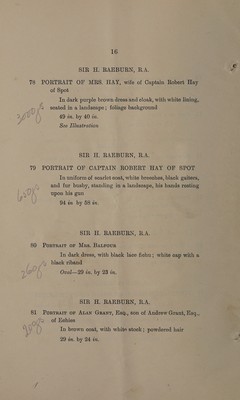 16
SIR H. RAEBURN, R.A.
78 PORTRAIT OF MRS. HAY, wife of Captain Robert Hay
of Spot
In dark purple brown dress and cloak, with white lining,
seated in a landscape; foliage background
49 in. by 40 in.
See Illustration
SIR H. RAEBURN, R.A.
79 PORTRAIT OF CAPTAIN ROBERT HAY OF SPOT
In uniform of scarlet coat, white breeches, black gaiters,
and fur busby, standing in a landscape, his hands resting
upon his gun
94 in. by 58 in.
SIR H. RAEBURN, R.A.
80 PORTRAIT OF MRS. BALFOUR
In dark dress, with black lace fichu; white cap with a
black riband
Oval—29 in. by 23 in.
SIR H. RAEBURN, R.A.
81 PORTRAIT OF ALAN GRANT, Esq., son of Andrew Grant, Esq.,
of Eshies
In brown coat, with white stock; powdered hair
29 in. by 24 in.